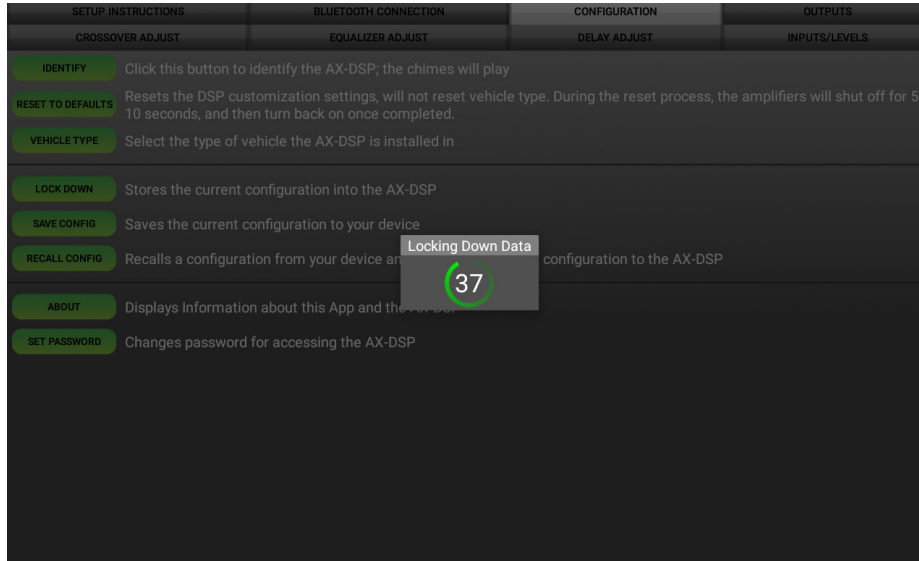 SETUP INSTRUCTIONS
BLUETOOTH CONNECTION
CONFIGURATION
OUTPUTS
CROSSOVER ADJUST
EQUALIZER ADJUST
DELAY ADJUST
INPUTS/LEVELS
IDENTIFY
Click this button to identify the AX-DSP; the chimes will play
RESET TO DEFAULTS
Resets the DSP customization settings, will not reset vehicle type. During the reset process, the amplifiers will shut off for 5
10 seconds, and then turn back on once completed.
VEHICLE TYPE
Select the type of vehicle the AX-DSP is installed in
LOCK DOWN
Stores the current configuration into the AX-DSP
SAVE CONFIG
Saves the current configuration to your device
Locking Down Data
37
RECALL CONFIG
Recalls a configuration from your device an configuration to the AX-DSP
ABOUT
Displays Information about this App and the AX-DSP
SET PASSWORD
Changes password for accessing the AX-DSP